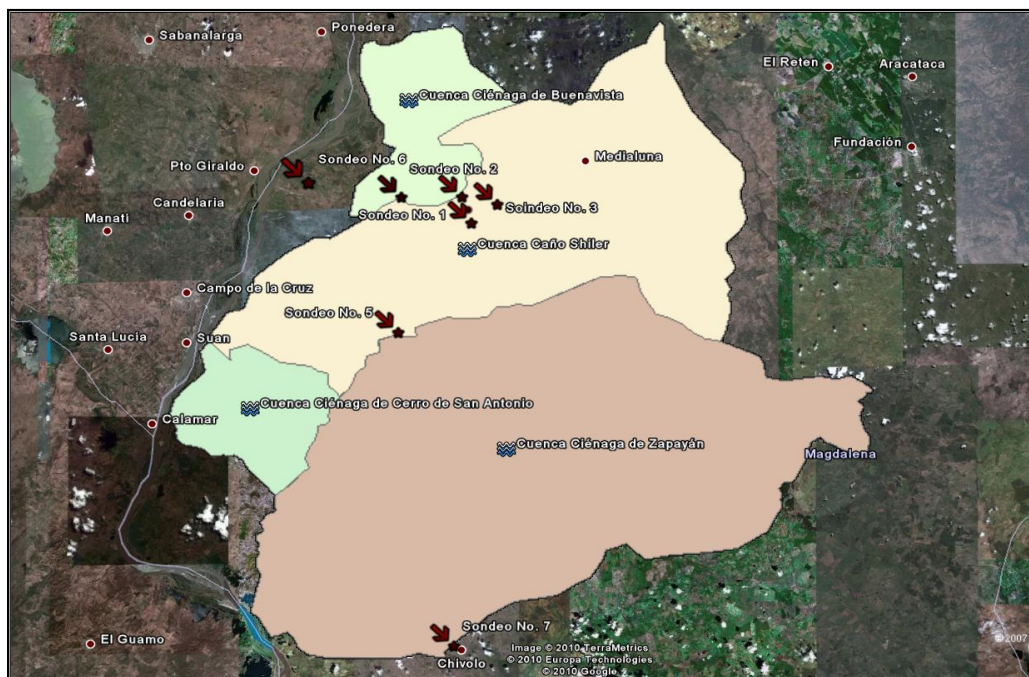 Ponedera
Sabanalarga
El Reten
Aracataca
Cuenca Ciénaga de Buenavista
Fundación
Medialuna
Sondeo No. 6
Pto Giraldo
Sondeo No. 2
Candelaria
Soindeo No. 3
Sondeo No. 1
Manatí
Cuenca Caño Shiler
Campo de la Cruz
Sondeo No. 5
Santa Lucía
Suan
Cuenca Ciénaga de Cerro de San Antonio
Calamar
Cuenca Ciénaga de Zapayán
Magdalena
Sondeo No. 7
El Guamo
Chivolo
Image © 2010 TerraMetrics
© 2010 Europa Technologies
© 2010 Google
© 2007